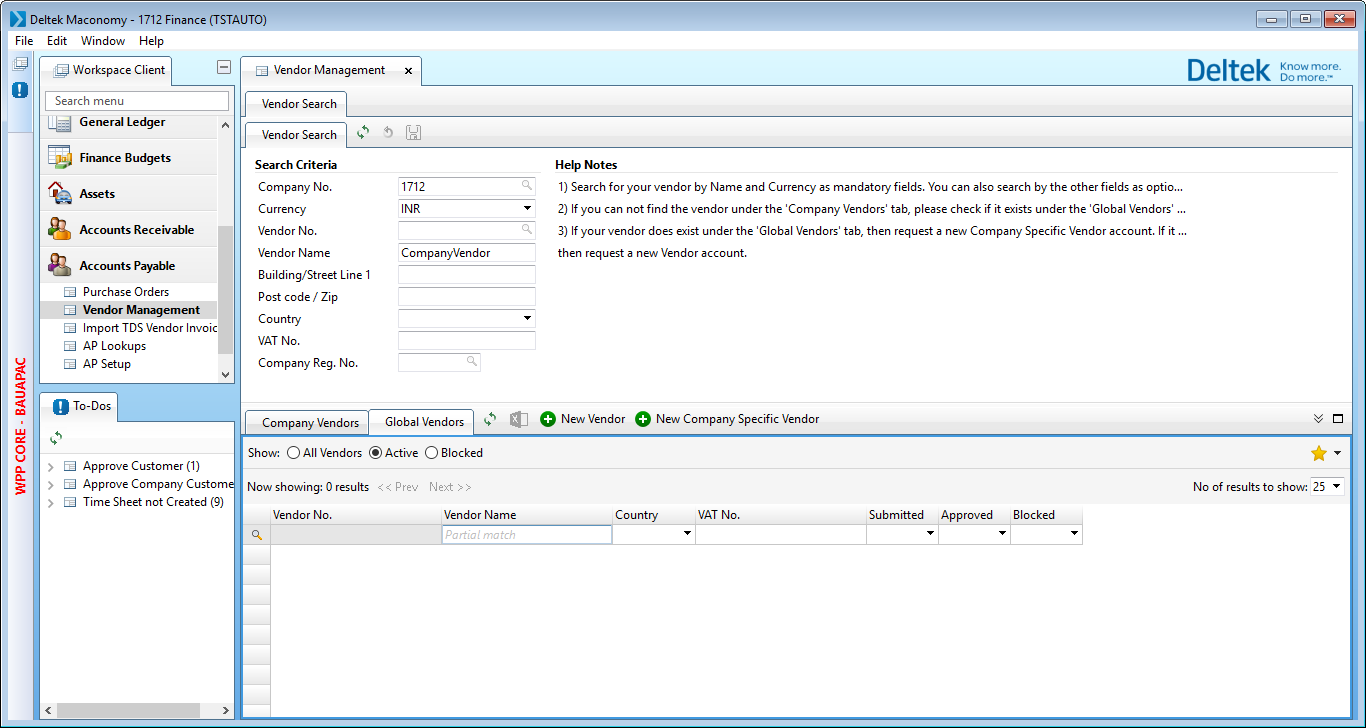 Deltek Maconomy - 1712 Finance (TSTAUTO)
File Edit Window Help
Workspace Client
Search menu
General Ledger
Finance Budgets
Assets
Accounts Receivable
Accounts Payable
Purchase Orders
Vendor Management
Import TDS Vendor Invoic
AP Lookups
AP Setup
WPP CORE - BAUAPAC
To-Dos
Approve Customer (1)
Approve Company Custome
Time Sheet not Created (9)
Vendor Management
Deltek Know more.
Do more.™
Vendor Search
Vendor Search
Search Criteria
Company No. 1712
Currency INR
Vendor No.
Vendor Name CompanyVendor
Building/Street Line 1
Post code / Zip
Country
VAT No.
Company Reg. No.
Help Notes
1) Search for your vendor by Name and Currency as mandatory fields. You can also search by the other fields as optio...
2) If you can not find the vendor under the 'Company Vendors' tab, please check if it exists under the 'Global Vendors' ...
3) If your vendor does exist under the 'Global Vendors' tab, then request a new Company Specific Vendor account. If it ...
then request a new Vendor account.
Company Vendors Global Vendors New Vendor New Company Specific Vendor
Show: All Vendors Active Blocked
Now showing: 0 results << Prev Next >> No of results to show: 25
Vendor No. Vendor Name Country VAT No. Submitted Approved Blocked
Partial match